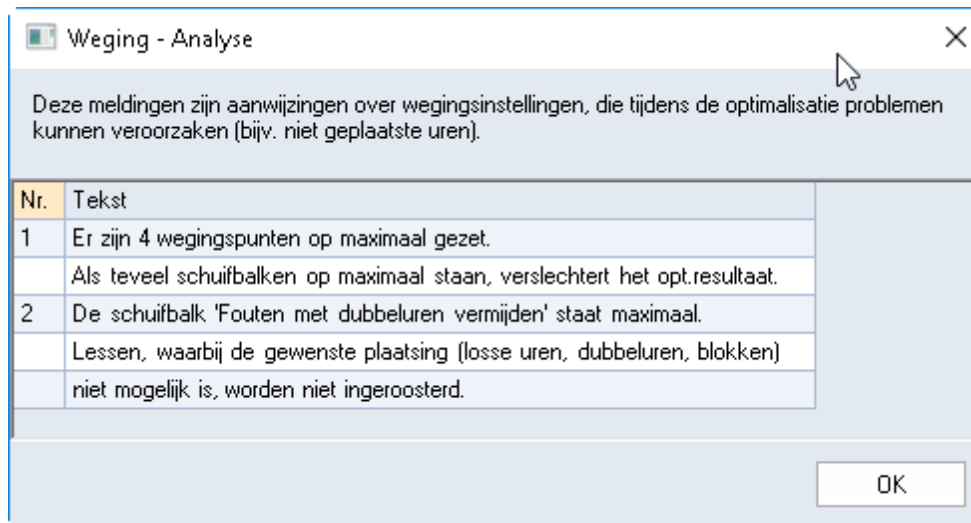 Weging - Analyse
Deze meldingen zijn aanwijzingen over wegingsinstellingen, die tijdens de optimalisatie problemen
kunnen veroorzaken (bijv. niet geplaatste uren).
Nr. Tekst
1 Er zijn 4 wegingspunten op maximaal gezet.
Als teveel schuifbalken op maximaal staan, verslechtert het opt.resultaat.
2 De schuifbalk 'Fouten met dubbeluren vermijden' staat maximaal.
Lessen, waarbij de gewenste plaatsing (losse uren, dubbeluren, blokken)
niet mogelijk is, worden niet ingeroosterd.
OK